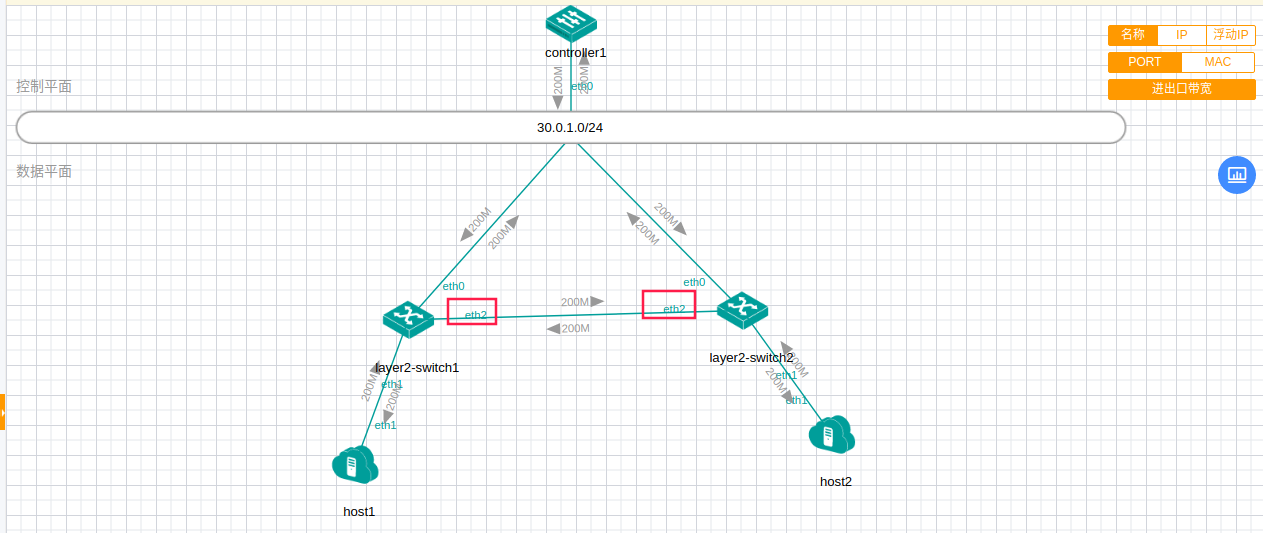 controller1
名称 IP 浮动IP
PORT MAC
进出口带宽
200M
200M
eth0
控制平面
30.0.1.0/24
数据平面
200M
200M
200M
200M
eth0
eth0
eth2
200M
eth2
200M
layer2-switch1
layer2-switch2
200M
eth1
200M
eth1
200M
eth1
200M
eth1
host1
host2